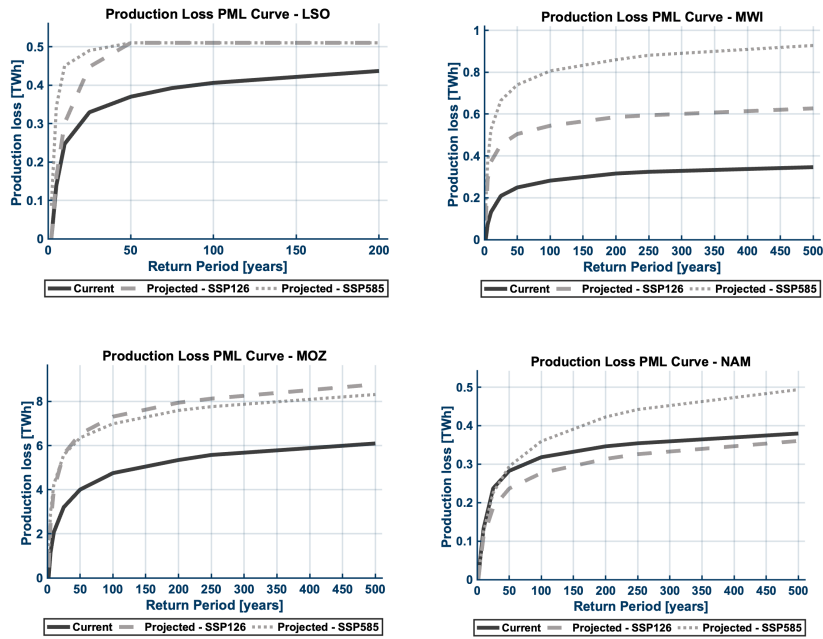 Production Loss PML Curve - LSO
Production loss [TWh]
0.5
0.4
0.3
0.2
0.1
0
0 50 100 150 200
Return Period [years]
Current Projected - SSP126 Projected - SSP585
Production Loss PML Curve - MWI
Production loss [TWh]
1
0.8
0.6
0.4
0.2
0
0 50 100 150 200 250 300 350 400 450 500
Return Period [years]
Current Projected - SSP126 Projected - SSP585
Production Loss PML Curve - MOZ
Production loss [TWh]
8
6
4
2
0
0 50 100 150 200 250 300 350 400 450 500
Return Period [years]
Current Projected - SSP126 Projected - SSP585
Production Loss PML Curve - NAM
Production loss [TWh]
0.5
0.4
0.3
0.2
0.1
0
0 50 100 150 200 250 300 350 400 450 500
Return Period [years]
Current Projected - SSP126 Projected - SSP585